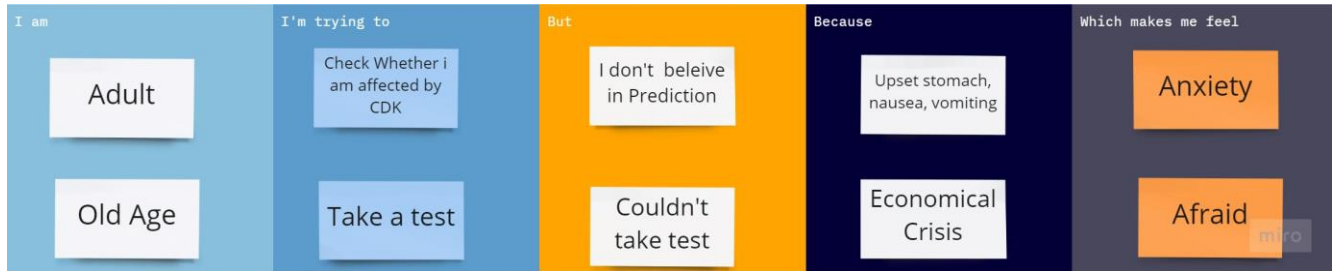 I am
I'm trying to
But
Because
Which makes me feel
Adult
Check Whether i
am affected by
CDK
I don't beleive
in Prediction
Upset stomach,
nausea, vomiting
Anxiety
Old Age
Take a test
Couldn't
take test
Economical
Crisis
Afraid
miro